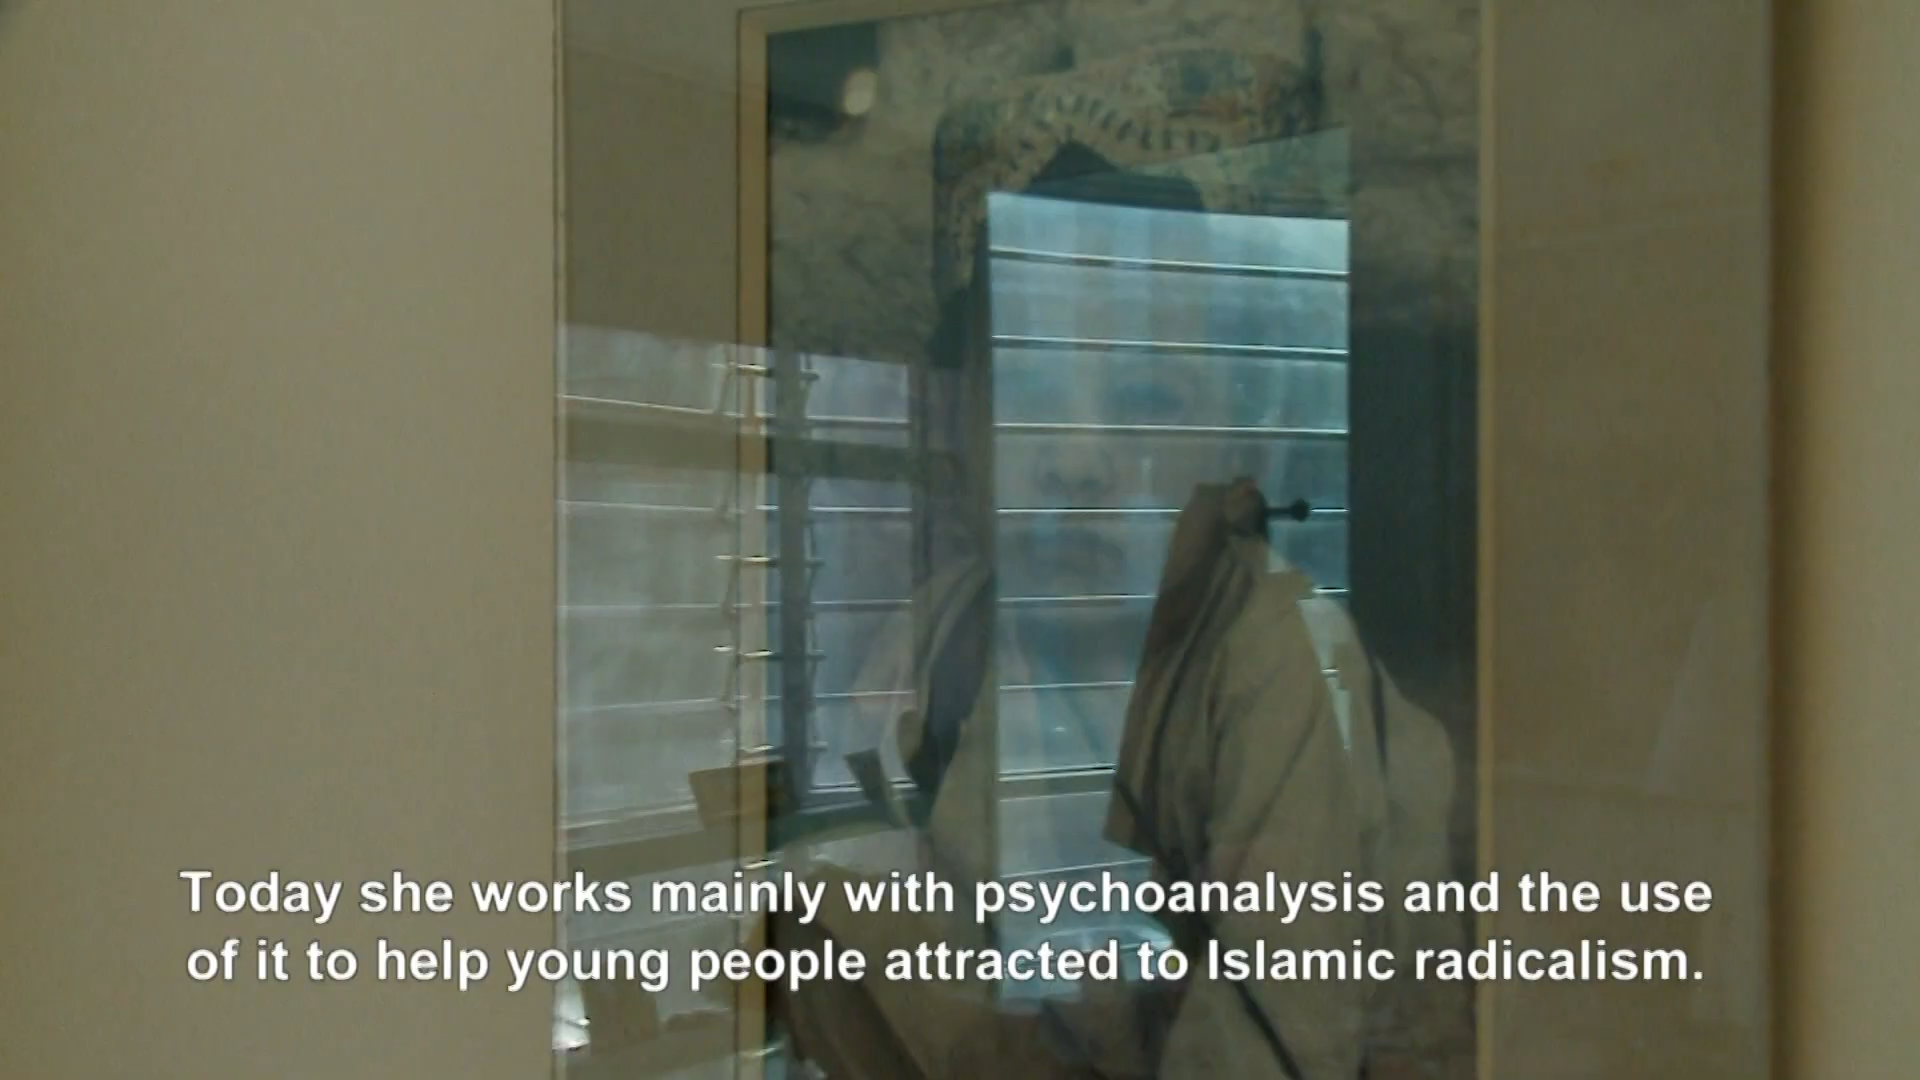 Today she works mainly with psychoanalysis and the use
of it to help young people attracted to Islamic radicalism.